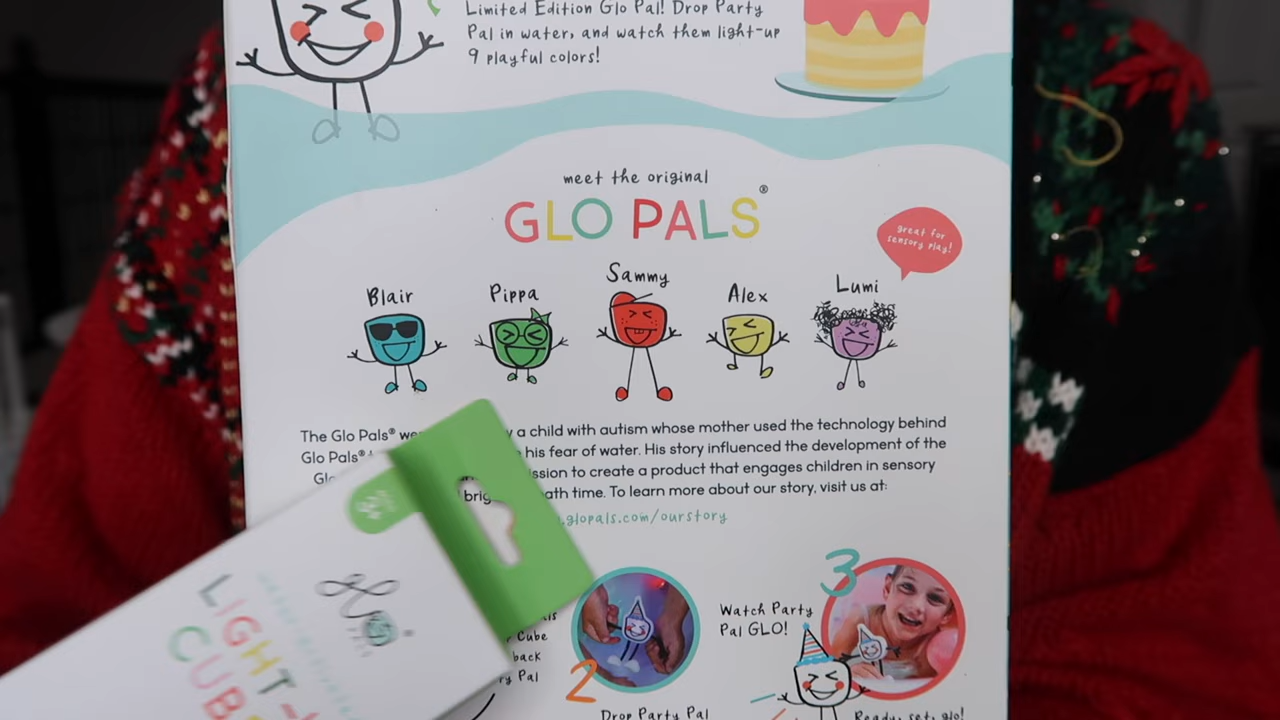 Limited Edition Glo Pal! Drop Party
Pal in water, and watch them light-up
9 playful colors!
meet the original
GLO PALS®
great for
sensory play!
Blair
Pippa
Sammy
Alex
Lumi
The Glo Pals® a child with autism whose mother used the technology behind
Glo Pals® his fear of water. His story influenced the development of the
to create a product that engages children in sensory
time. To learn more about our story, visit us at:
.glopals.com/ourstory
Cube
back
Pal
2
Drop Party Pal
Watch Party
Pal GLO!
3
Ready, set, glo!
Glo
PALS
LIGHT-
CUB